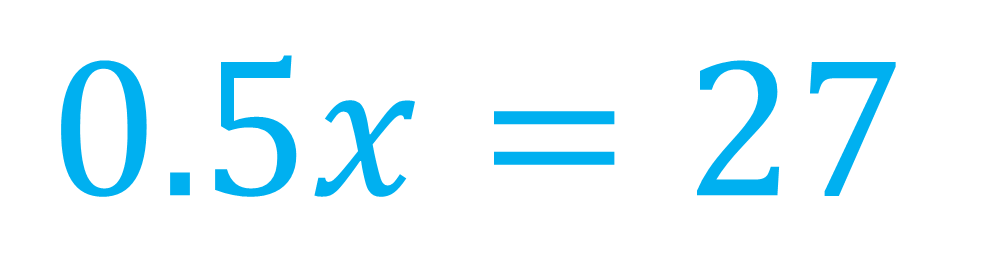 0.5x = 27